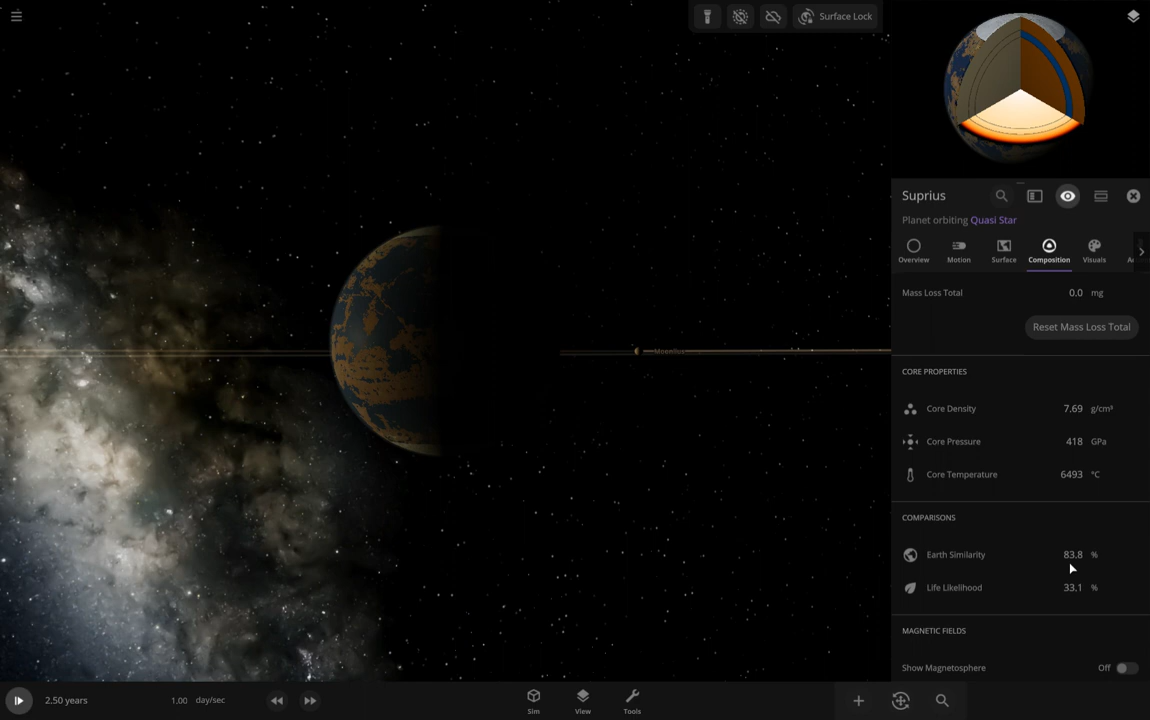 Surface Lock
Suprius
Planet orbiting Quasi Star
Overview Motion Surface Composition Visuals
Mass Loss Total 0.0 mg
Reset Mass Loss Total
CORE PROPERTIES
Core Density 7.69 g/cm³
Core Pressure 418 GPa
Core Temperature 6493 °C
COMPARISONS
Earth Similarity 83.8 %
Life Likelihood 33.1 %
MAGNETIC FIELDS
Show Magnetosphere Off
2.50 years 1.00 day/sec
Sim View Tools